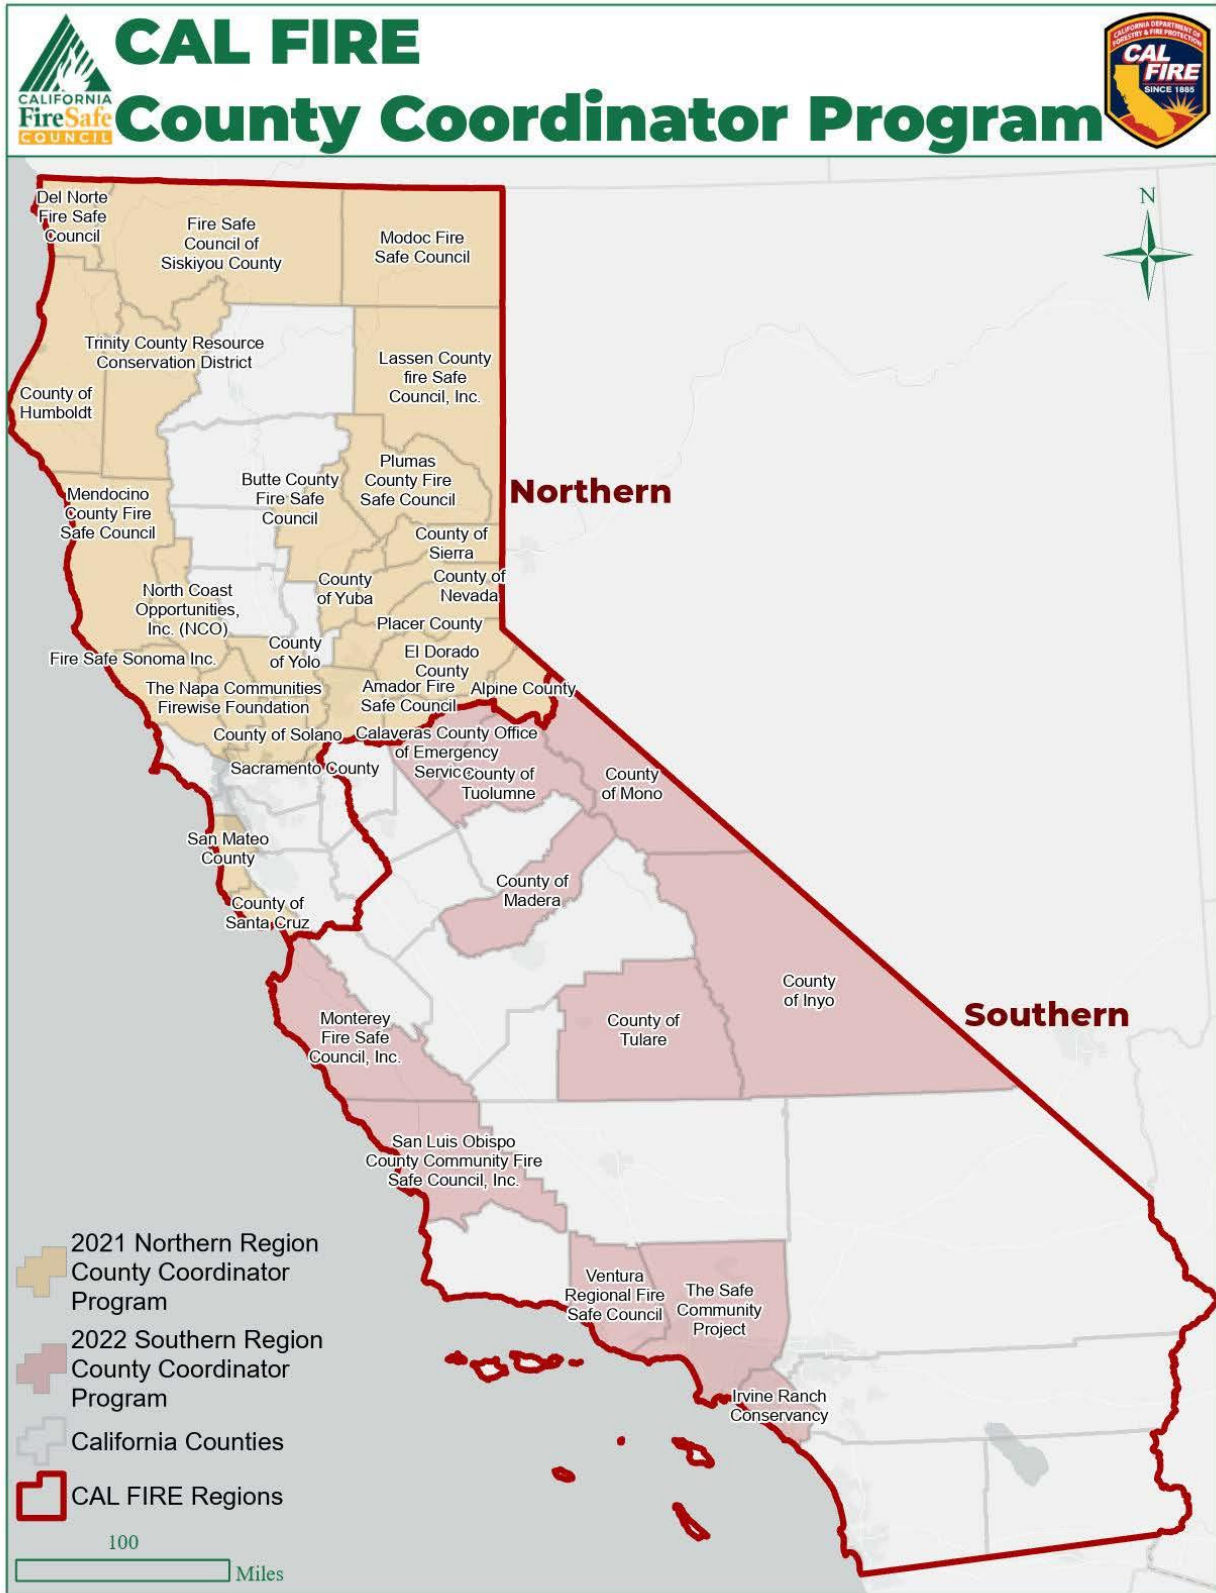 CAL FIRE
County Coordinator Program
CALIFORNIA
FireSafe
COUNCIL
CALIFORNIA DEPARTMENT OF
FORESTRY & FIRE PROTECTION
CAL
FIRE
SINCE 1885
N
Del Norte
Fire Safe
Council
Fire Safe
Council of
Siskiyou County
Modoc Fire
Safe Council
Trinity County Resource
Conservation District
Lassen County
fire Safe
Council, Inc.
County of
Humboldt
Plumas
County Fire
Safe Council
Butte County
Fire Safe
Council
Northern
Mendocino
County Fire
Safe Council
County of
Sierra
County
of Yuba
County of
Nevada
North Coast
Opportunities,
Inc. (NCO)
Placer County
County
of Yolo
Fire Safe Sonoma Inc.
El Dorado
County
The Napa Communities
Firewise Foundation
Amador Fire
Safe Council
Alpine County
County of Solano
Calaveras County Office
of Emergency
Servic
Sacramento County
County of
Tuolumne
County
of Mono
San Mateo
County
County of
Madera
County of
Santa Cruz
County
of Inyo
Southern
Monterey
Fire Safe
Council, Inc.
County of
Tulare
San Luis Obispo
County Community Fire
Safe Council, Inc.
Ventura
Regional Fire
Safe Council
The Safe
Community
Project
Irvine Ranch
Conservancy
2021 Northern Region
County Coordinator
Program
2022 Southern Region
County Coordinator
Program
California Counties
CAL FIRE Regions
100
Miles